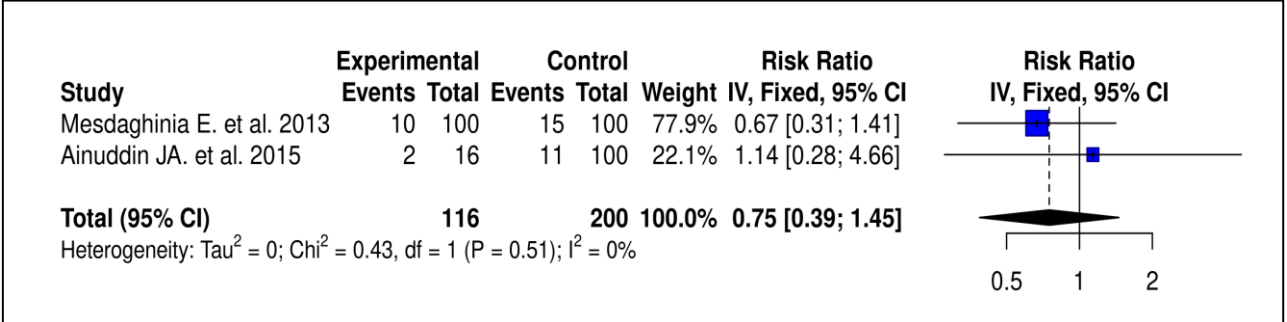 Experimental Control Risk Ratio Risk Ratio
Study Events Total Events Total Weight IV, Fixed, 95% CI IV, Fixed, 95% CI
Mesdaghinia E. et al. 2013 10 100 15 100 77.9% 0.67 [0.31; 1.41]
Ainuddin JA. et al. 2015 2 16 11 100 22.1% 1.14 [0.28; 4.66]
Total (95% CI) 116 200 100.0% 0.75 [0.39; 1.45]
Heterogeneity: Tau² = 0; Chi² = 0.43, df = 1 (P = 0.51); I² = 0%
0.5 1 2